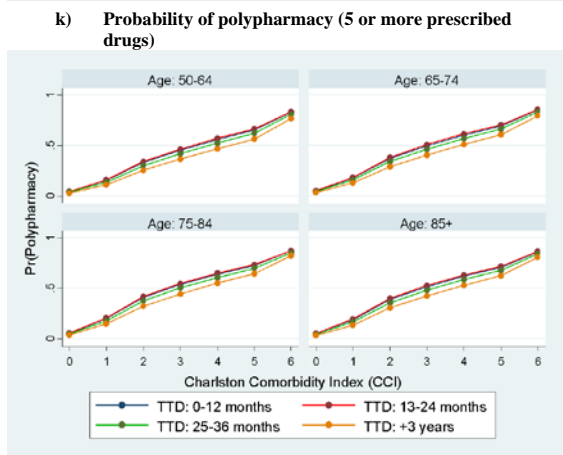 k) Probability of polypharmacy (5 or more prescribed
drugs)
Age: 50-64
Age: 65-74
1
.5
0
Age: 75-84
Age: 85+
1
.5
0
Pr(Polypharmacy)
0 1 2 3 4 5 6
0 1 2 3 4 5 6
Charlston Comorbidity Index (CCI)
TTD: 0-12 months
TTD: 13-24 months
TTD: 25-36 months
TTD: +3 years